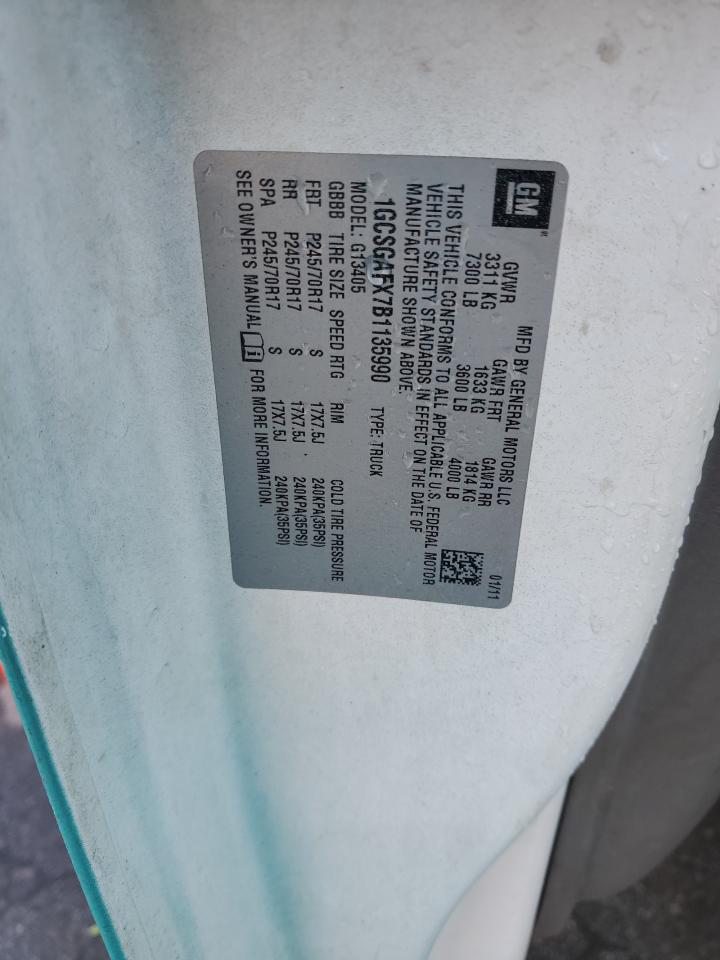 GM
MFD BY GENERAL MOTORS LLC 01/11
GVWR GAWR FRT GAWR RR
3311 KG 1633 KG 1814 KG
7300 LB 3600 LB 4000 LB
THIS VEHICLE CONFORMS TO ALL APPLICABLE U.S. FEDERAL MOTOR
VEHICLE SAFETY STANDARDS IN EFFECT ON THE DATE OF
MANUFACTURE SHOWN ABOVE.
1GCSGAFX7B1135990 TYPE: TRUCK
MODEL: G13405
GBBB TIRE SIZE SPEED RTG RIM COLD TIRE PRESSURE
FRT P245/70R17 S 17X7.5J 240KPA(35PSI)
RR P245/70R17 S 17X7.5J 240KPA(35PSI)
SPA P245/70R17 S 17X7.5J 240KPA(35PSI)
SEE OWNER'S MANUAL FOR MORE INFORMATION.